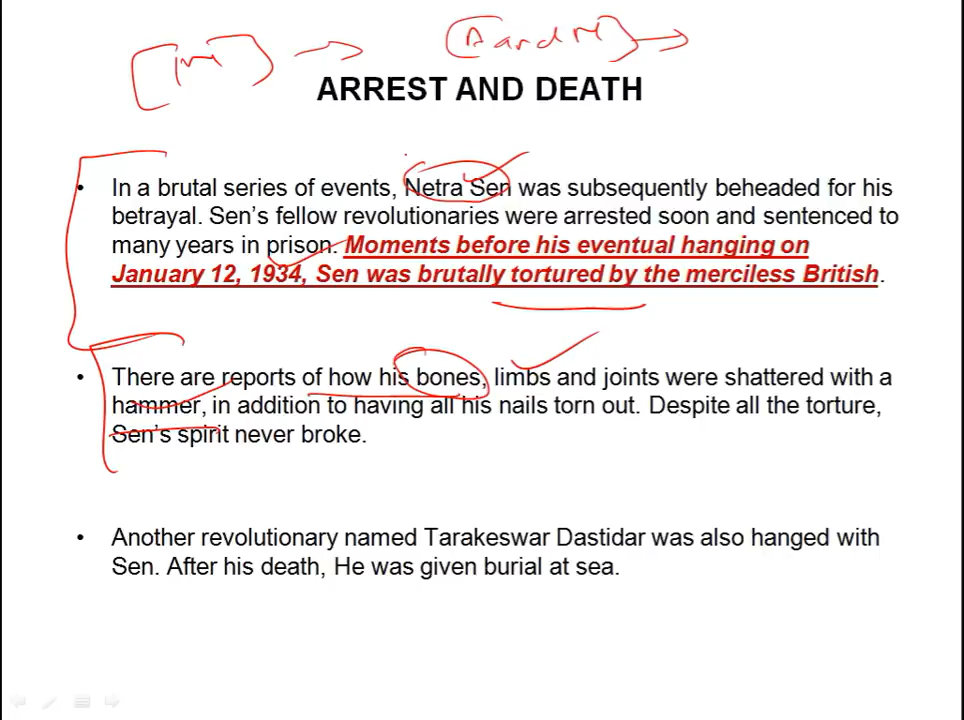 ARREST AND DEATH
• In a brutal series of events, Netra Sen was subsequently beheaded for his
betrayal. Sen's fellow revolutionaries were arrested soon and sentenced to
many years in prison. Moments before his eventual hanging on
January 12, 1934, Sen was brutally tortured by the merciless British.
• There are reports of how his bones, limbs and joints were shattered with a
hammer, in addition to having all his nails torn out. Despite all the torture,
Sen's spirit never broke.
• Another revolutionary named Tarakeswar Dastidar was also hanged with
Sen. After his death, He was given burial at sea.